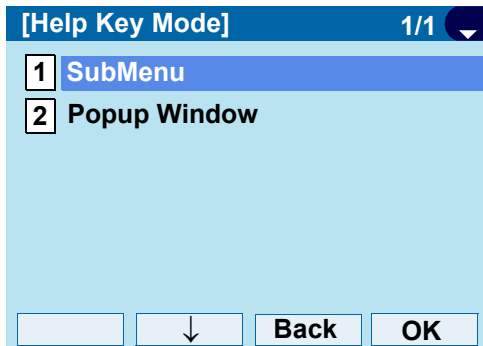 [Help Key Mode] 1/1
1 SubMenu
2 Popup Window
↓ Back OK